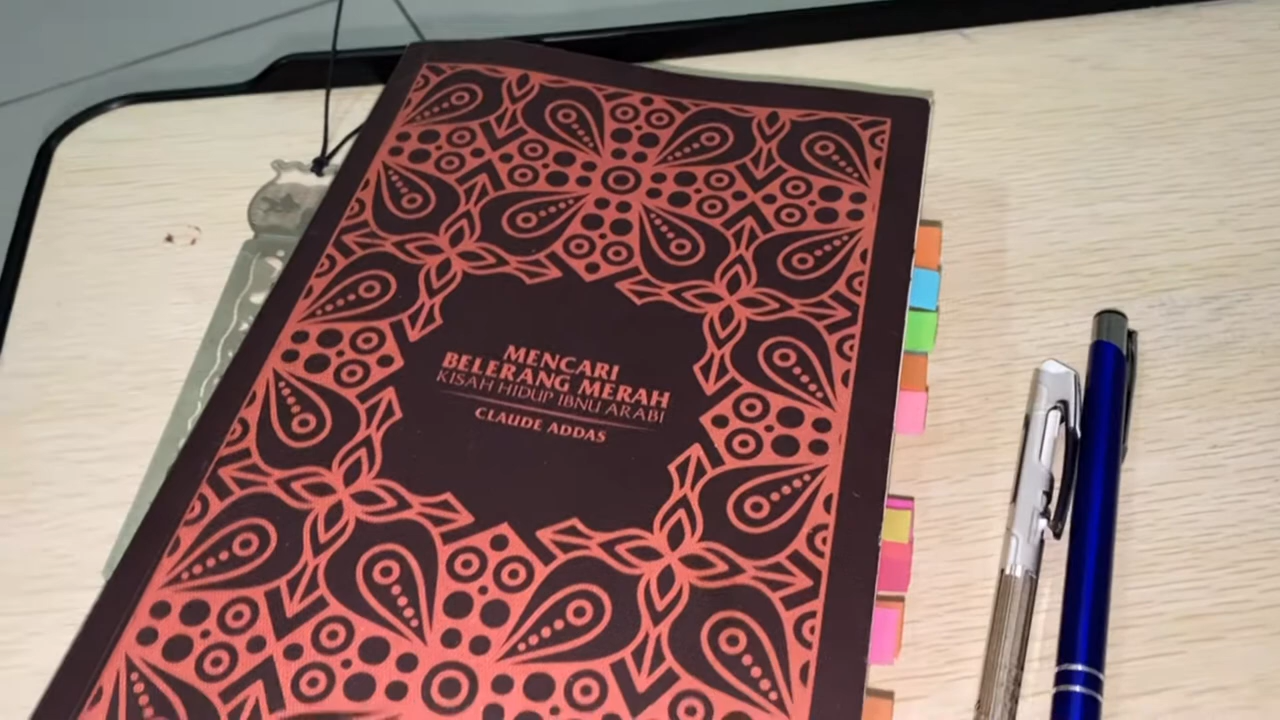 MENCARI
BELERANG MERAH
KISAH HIDUP IBNU ARABI
CLAUDE ADDAS